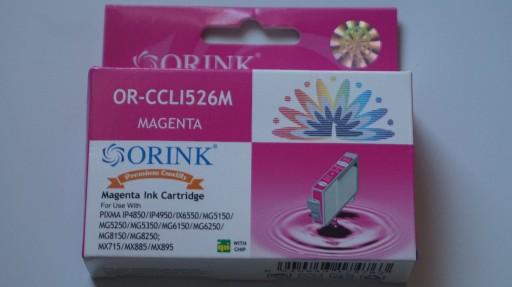 ORINK
OR-CCLI526M
MAGENTA
ORINK®
Premium Quality
Magenta Ink Cartridge
For Use With
PIXMA IP4850/IP4950/IX6550/MG5150/
MG5250/MG5350/MG6150/MG6250/
MG8150/MG8250;
MX715/MX885/MX895
WITH
CHIP